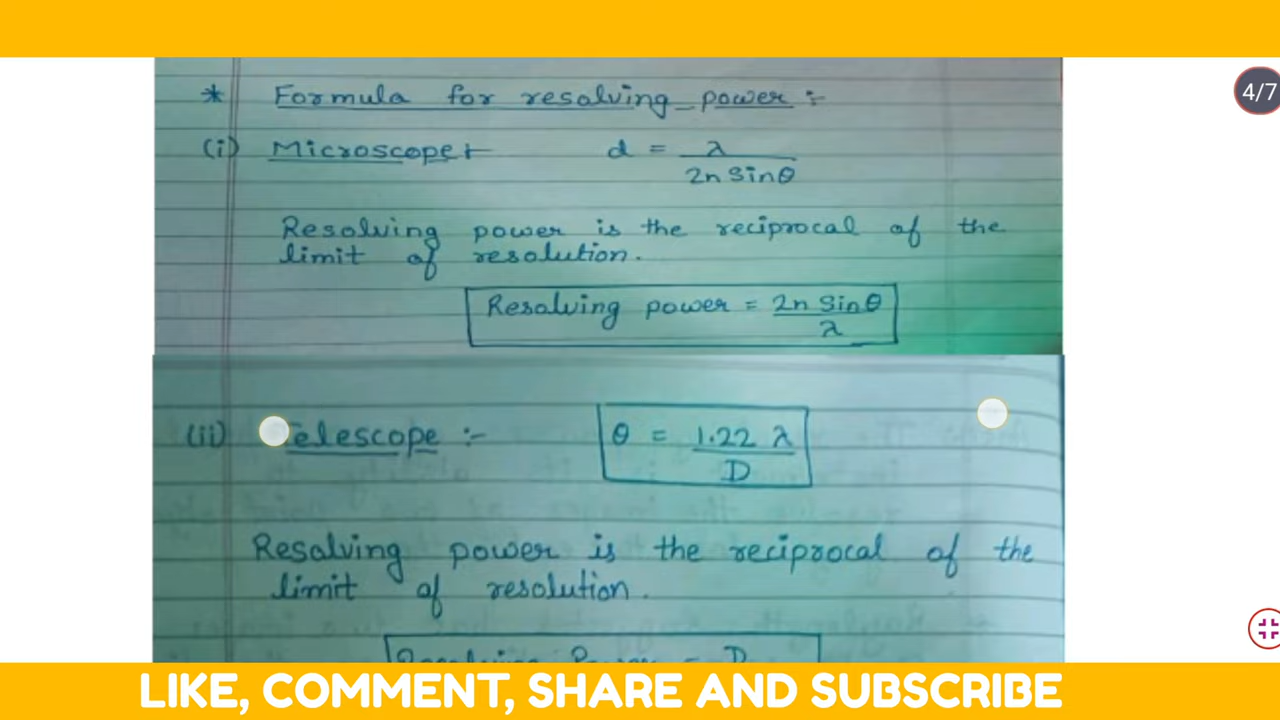 4/7
* Formula for resolving power :-
(i) Microscope :- d = λ / 2n Sinθ
Resolving power is the reciprocal of the
limit of resolution.
Resolving power = 2n Sinθ / λ
(ii) Telescope :- θ = 1.22 λ / D
Resolving power is the reciprocal of the
limit of resolution.
Resolving Power = D
LIKE, COMMENT, SHARE AND SUBSCRIBE